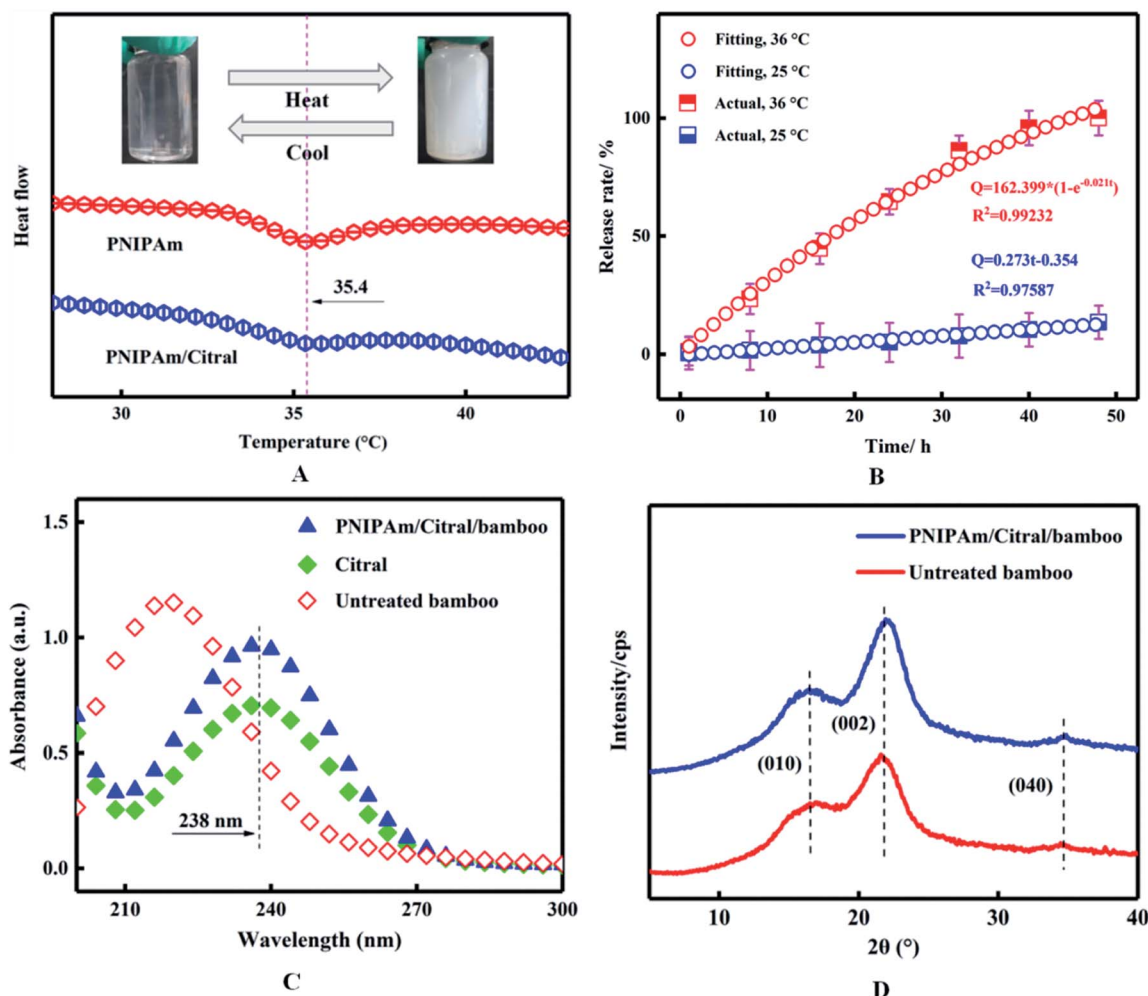 Heat
Cool
PNIPAm
35.4
PNIPAm/Citral
Heat flow
30
35
40
Temperature (°C)
A
Fitting, 36 °C
Fitting, 25 °C
Actual, 36 °C
Actual, 25 °C
Q=162.399*(1-e^-0.021t)
R²=0.99232
Q=0.273t-0.354
R²=0.97587
Release rate/ %
100
50
0
0
10
20
30
40
50
Time/ h
B
PNIPAm/Citral/bamboo
Citral
Untreated bamboo
238 nm
Absorbance (a.u.)
1.5
1.0
0.5
0.0
210
240
270
300
Wavelength (nm)
C
PNIPAm/Citral/bamboo
Untreated bamboo
(002)
(010)
(040)
Intensity/cps
10
20
30
40
2θ (°)
D